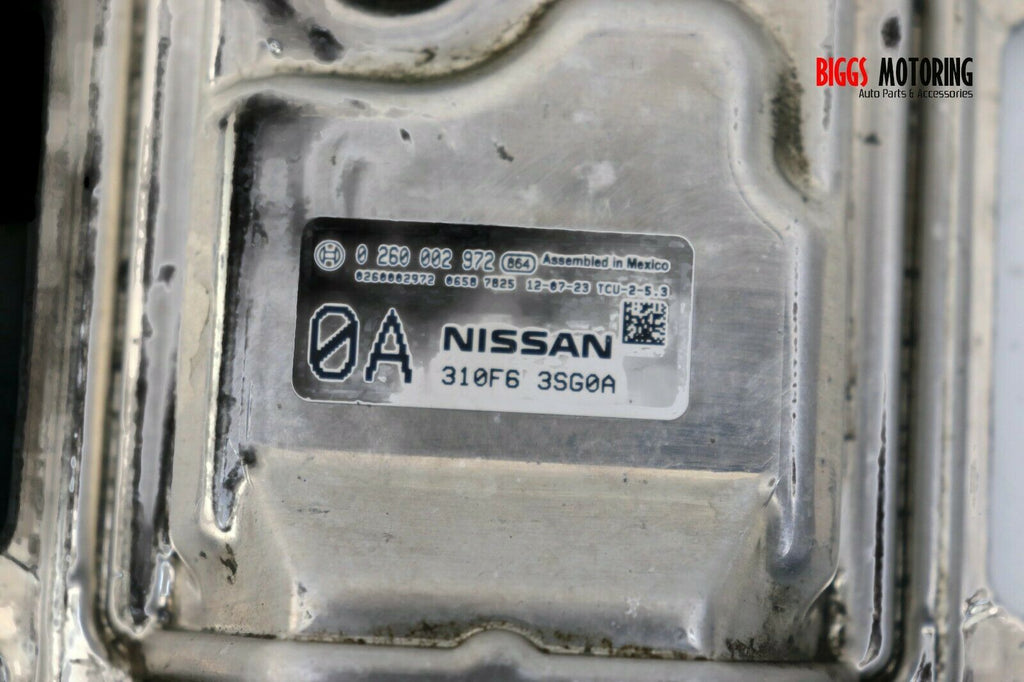 BIGGS MOTORING
Auto Parts & Accessories
0 260 002 972 864 Assembled in Mexico
0260002972 0650 7825 12-07-23 TCU-2-5.3
0A NISSAN
310F6 3SG0A